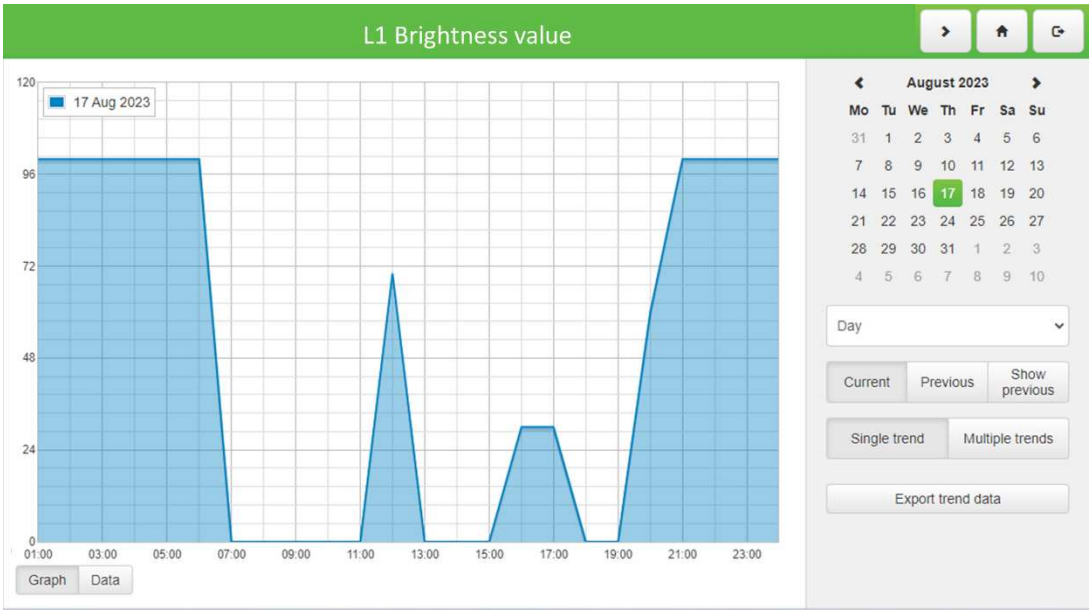 L1 Brightness value
120
17 Aug 2023
96
72
48
24
0
01:00 03:00 05:00 07:00 09:00 11:00 13:00 15:00 17:00 19:00 21:00 23:00
Graph Data
August 2023
Mo Tu We Th Fr Sa Su
31 1 2 3 4 5 6
7 8 9 10 11 12 13
14 15 16 17 18 19 20
21 22 23 24 25 26 27
28 29 30 31 1 2 3
4 5 6 7 8 9 10
Day
Current Previous Show
previous
Single trend Multiple trends
Export trend data